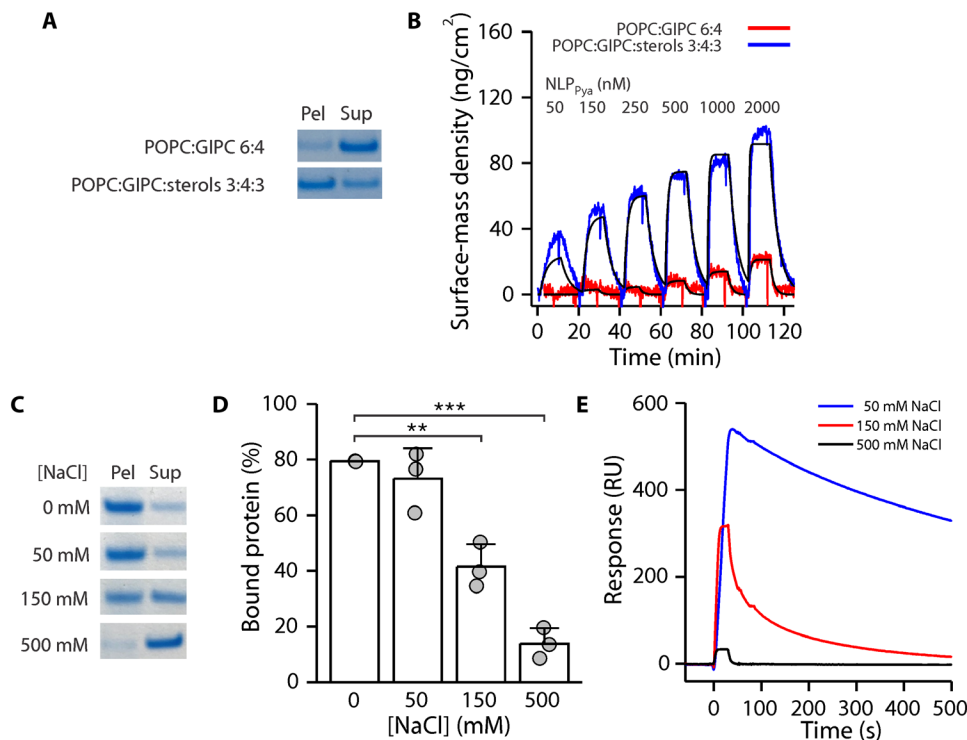 A
Pel Sup
POPC:GIPC 6:4
POPC:GIPC:sterols 3:4:3
B
POPC:GIPC 6:4
POPC:GIPC:sterols 3:4:3
NLPPya (nM)
50 150 250 500 1000 2000
Surface-mass density (ng/cm2)
160
120
80
40
0
0 20 40 60 80 100 120
Time (min)
C
[NaCl] Pel Sup
0 mM
50 mM
150 mM
500 mM
D
Bound protein (%)
100
80
60
40
20
0
***
**
0 50 150 500
[NaCl] (mM)
E
50 mM NaCl
150 mM NaCl
500 mM NaCl
Response (RU)
600
400
200
0
0 100 200 300 400 500
Time (s)